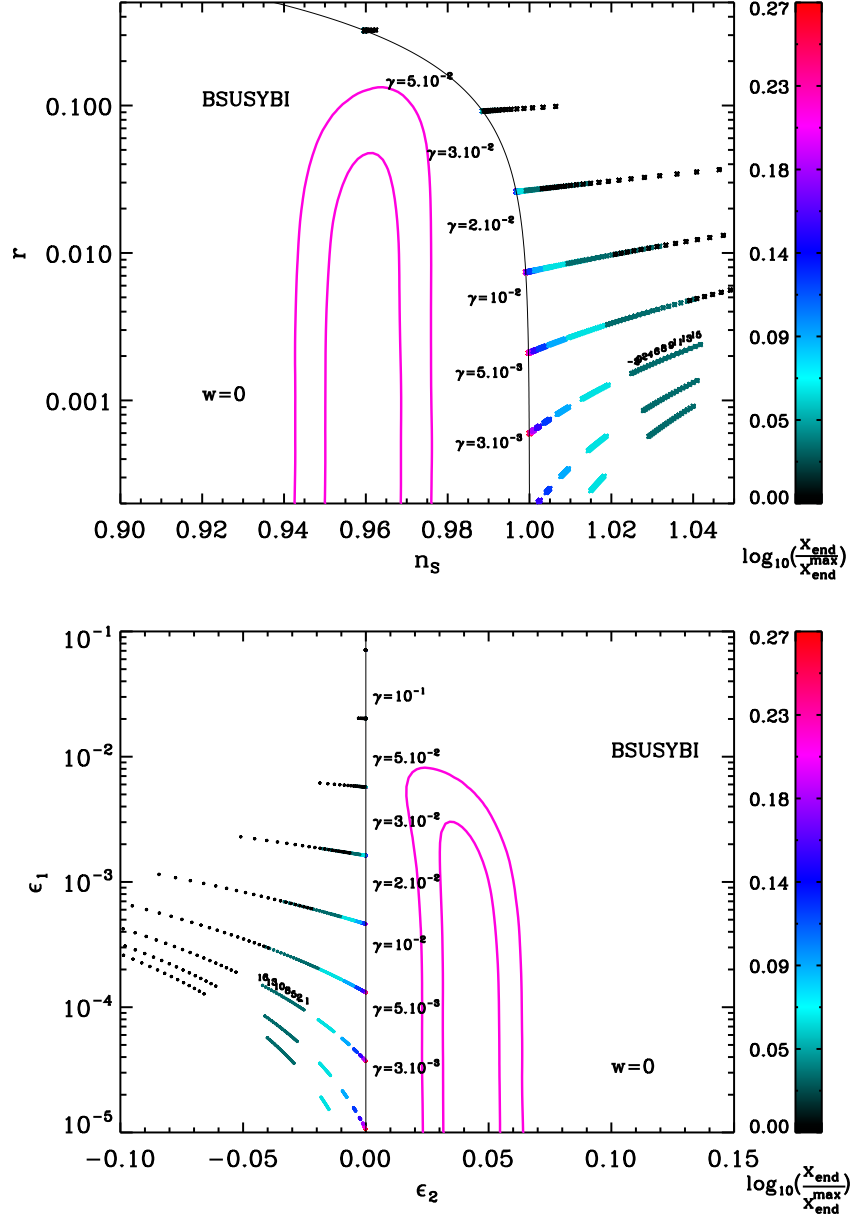 BSUSYBI
γ=5.10⁻²
γ=3.10⁻²
γ=2.10⁻²
γ=10⁻²
γ=5.10⁻³
γ=3.10⁻³
w=0
r
0.100
0.010
0.001
0.90 0.92 0.94 0.96 0.98 1.00 1.02 1.04
n_S
0.27
0.23
0.18
0.14
0.09
0.05
0.00
log₁₀(x_end/x_end^max)
γ=10⁻¹
γ=5.10⁻²
BSUSYBI
γ=3.10⁻²
γ=2.10⁻²
γ=10⁻²
γ=5.10⁻³
γ=3.10⁻³
w=0
ε₁
10⁻¹
10⁻²
10⁻³
10⁻⁴
10⁻⁵
−0.10 −0.05 0.00 0.05 0.10 0.15
ε₂
0.27
0.23
0.18
0.14
0.09
0.05
0.00
log₁₀(x_end/x_end^max)